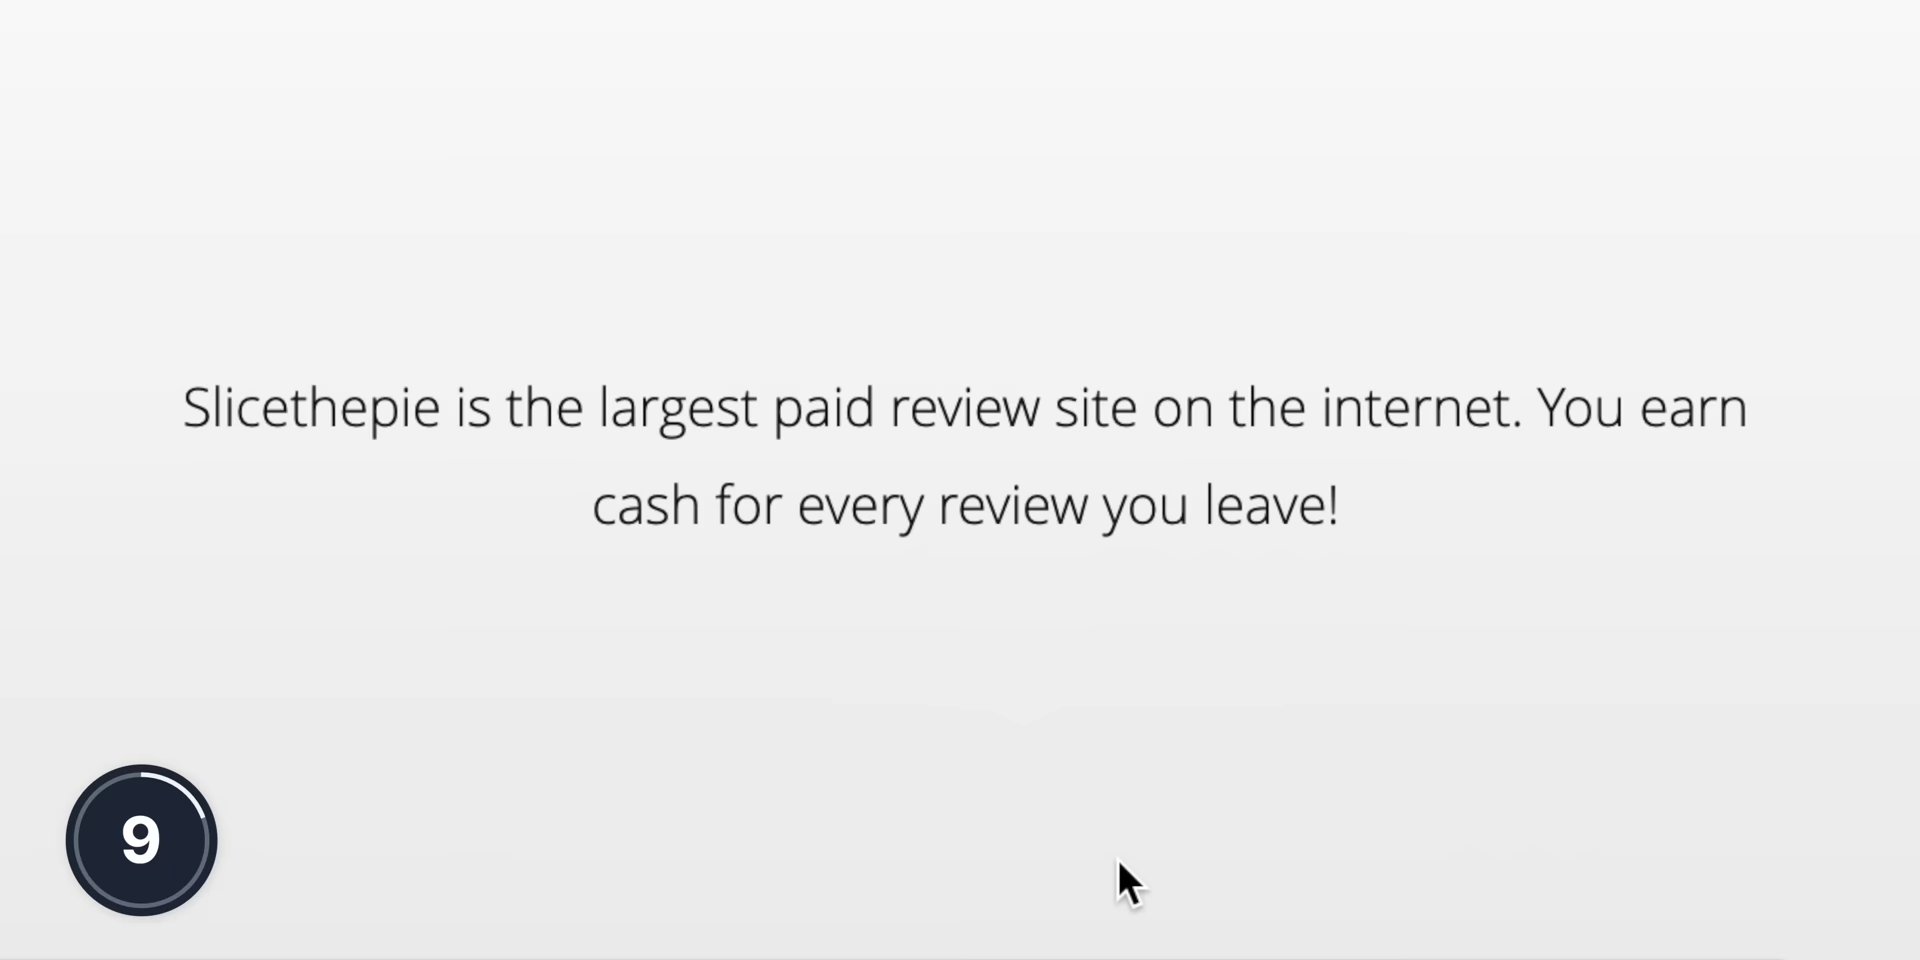 Slicethepie is the largest paid review site on the internet. You earn
cash for every review you leave!
9